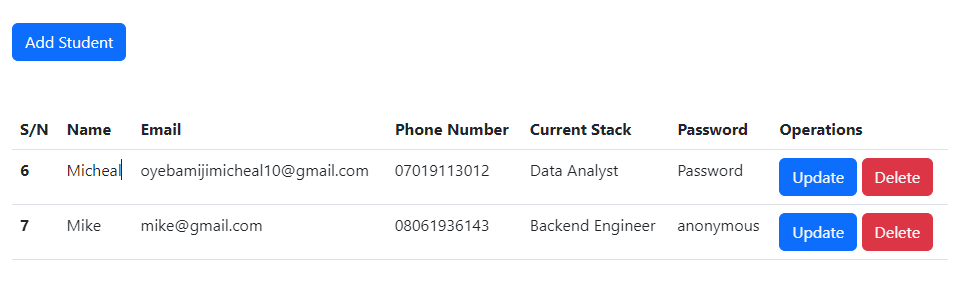 Add Student
S/N Name Email Phone Number Current Stack Password Operations
6 Micheal oyebamijimicheal10@gmail.com 07019113012 Data Analyst Password Update Delete
7 Mike mike@gmail.com 08061936143 Backend Engineer anonymous Update Delete